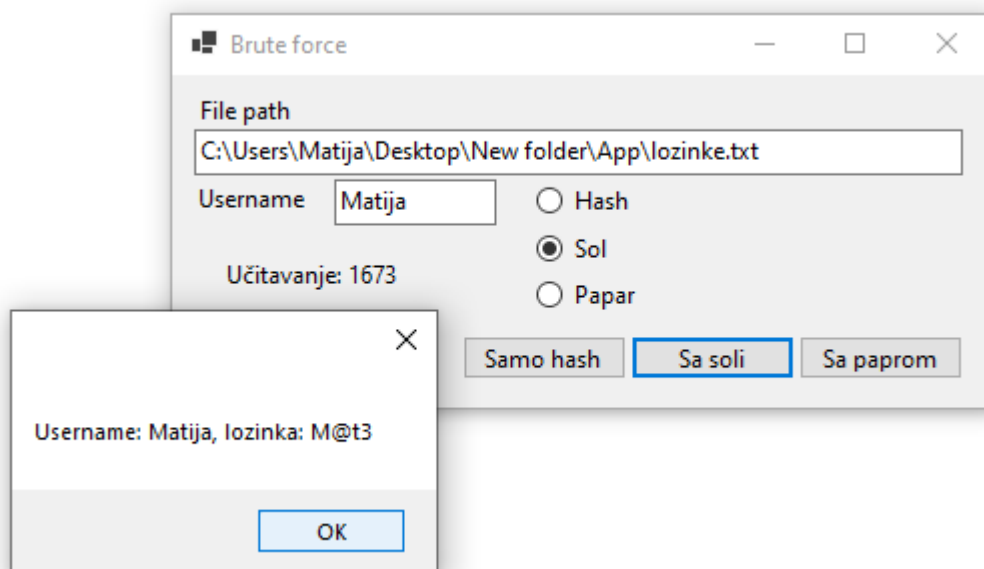 Brute force
File path
C:\Users\Matija\Desktop\New folder\App\lozinke.txt
Username Matija
Hash
Sol
Papar
Učitavanje: 1673
Samo hash Sa soli Sa paprom
Username: Matija, lozinka: M@t3
OK